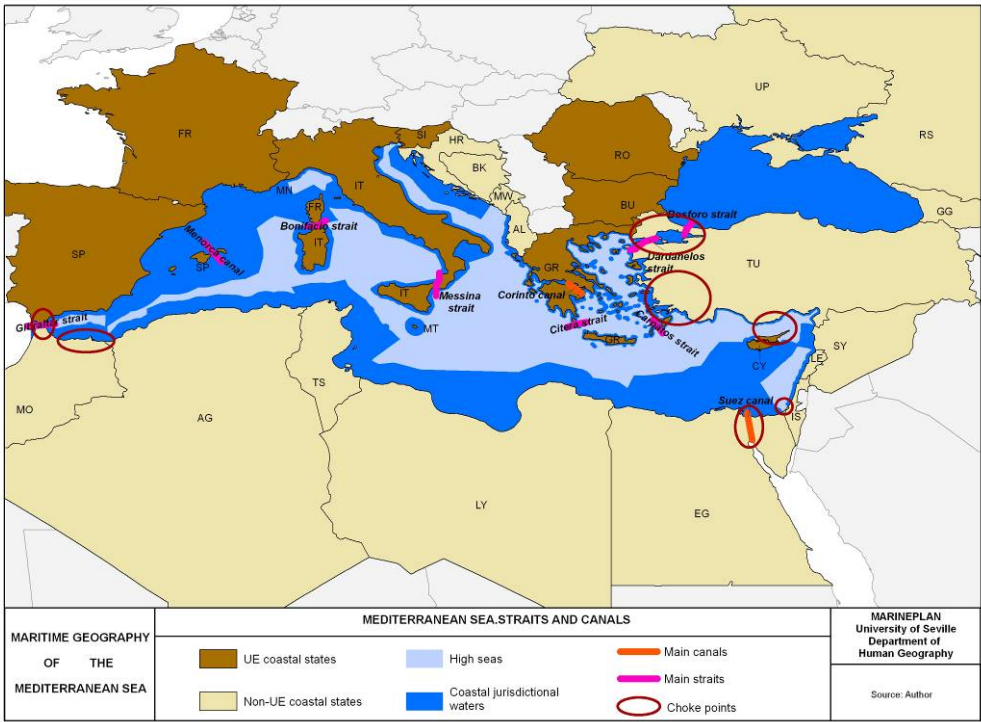 UP
FR
RS
SI
HR
RO
BK
IT
MN
MW
BU
GG
FR
Bosforo strait
AL
Bonifacio strait
Menorca canal
IT
SP
SP
Dardanelos
strait
TU
GR
IT
Messina
strait
Corinto canal
Gibraltar strait
MT
Citera strait
Carpatos strait
GR
CY
LE
SY
MO
TS
AG
Suez canal
IS
LY
EG
MARITIME GEOGRAPHY
OF THE
MEDITERRANEAN SEA
MEDITERRANEAN SEA.STRAITS AND CANALS
UE coastal states
Non-UE coastal states
High seas
Coastal jurisdictional
waters
Main canals
Main straits
Choke points
MARINEPLAN
University of Seville
Department of
Human Geography
Source: Author